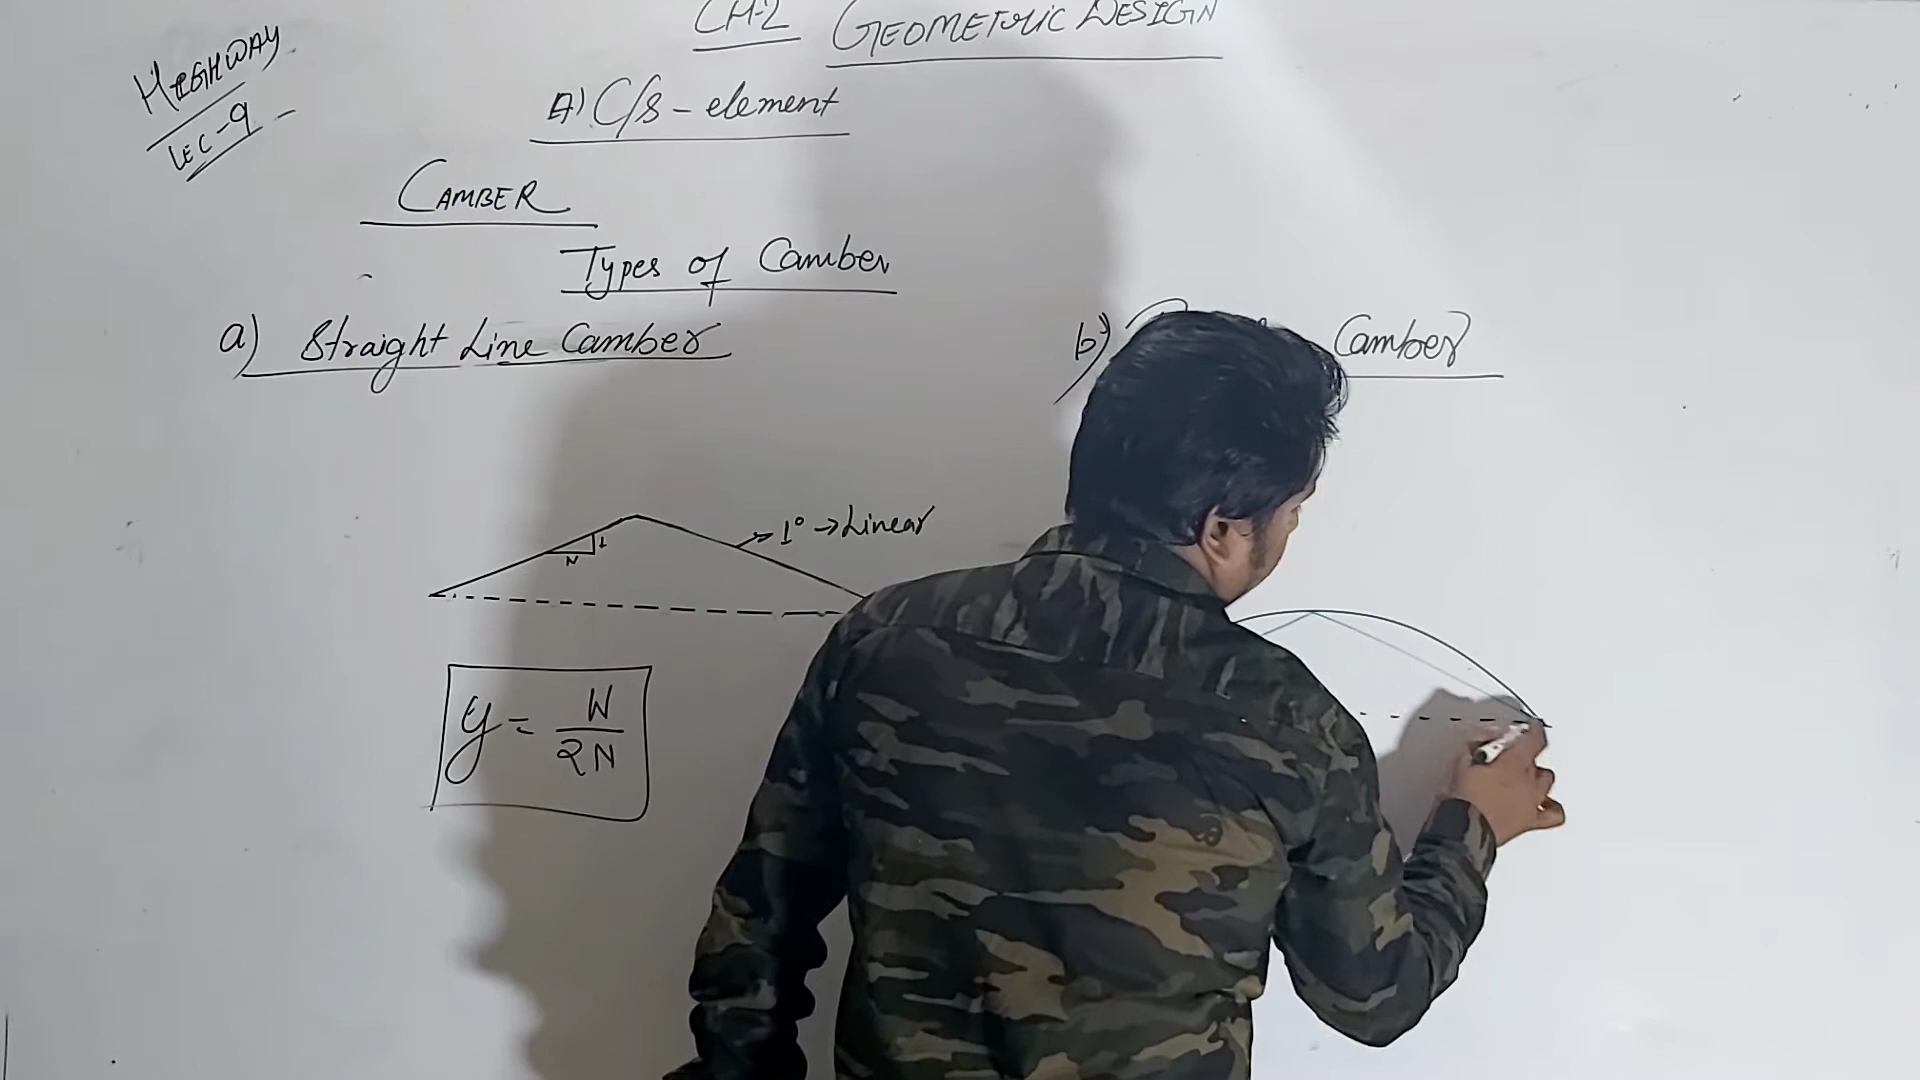 CH-2 GEOMETRIC DESIGN
HIGHWAY
LEC-9
A) C/s - element
CAMBER
Types of Camber
a) Straight Line Camber
b) Camber
1° → Linear
1
N
y = W / 2N